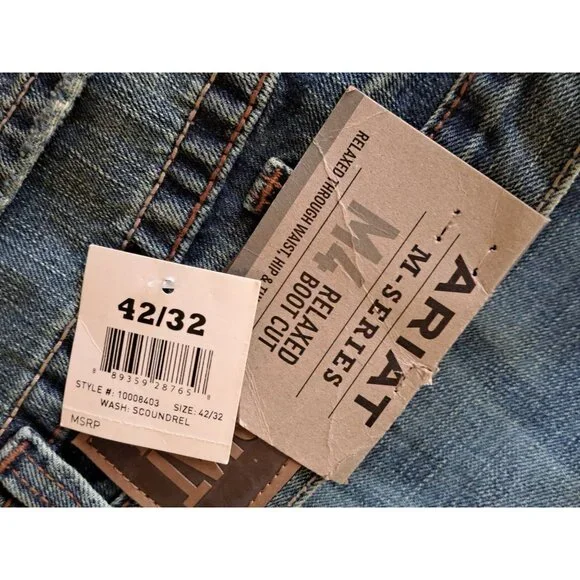 42/32
8 89359 28765 8
STYLE #: 10008403 SIZE: 42/32
WASH: SCOUNDREL
MSRP
ARIAT
M-SERIES
M4
RELAXED
BOOT CUT
RELAXED THROUGH WAIST, HIP &